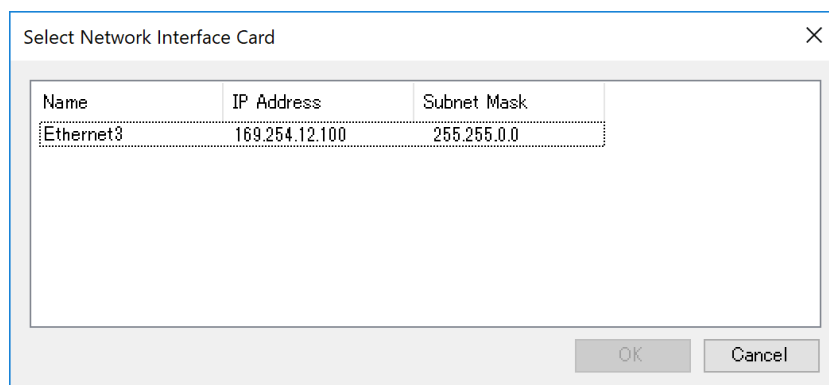 Select Network Interface Card
Name IP Address Subnet Mask
Ethernet3 169.254.12.100 255.255.0.0
OK Cancel